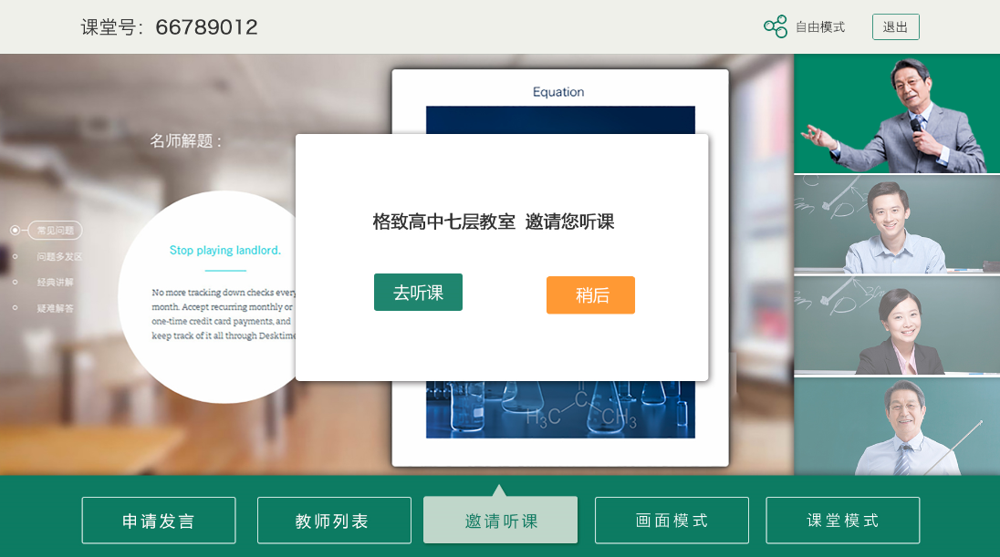 课堂号：66789012
自由模式
退出
Equation
名师解题：
格致高中七层教室 邀请您听课
去听课
稍后
常见问题
问题多发区
经典讲解
疑难解答
Stop playing landlord.
No more tracking down checks every
month. Accept recurring monthly or
one-time credit card payments, and
keep track of it all through Desktime
H3C
C
CH3
申请发言
教师列表
邀请听课
画面模式
课堂模式